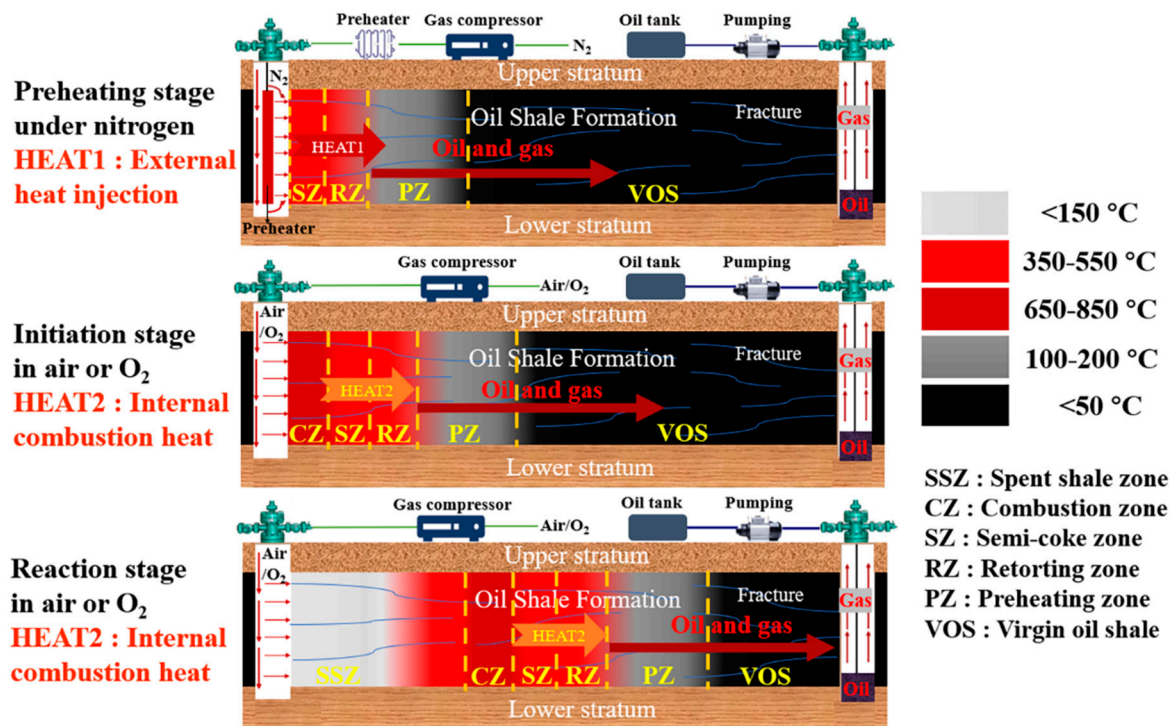 Preheater
Gas compressor
N₂
Oil tank
Pumping
Upper stratum
N₂
Preheating stage
under nitrogen
HEAT1 : External
heat injection
Oil Shale Formation
Fracture
Gas
HEAT1
Oil and gas
SZ
RZ
PZ
VOS
Oil
Preheater
Lower stratum
Gas compressor
Air/O₂
Oil tank
Pumping
Upper stratum
Air
/O₂
Initiation stage
in air or O₂
HEAT2 : Internal
combustion heat
Oil Shale Formation
Fracture
Gas
HEAT2
Oil and gas
CZ
SZ
RZ
PZ
VOS
Oil
Lower stratum
Gas compressor
Air/O₂
Oil tank
Pumping
Upper stratum
Air
/O₂
Reaction stage
in air or O₂
HEAT2 : Internal
combustion heat
Oil Shale Formation
Fracture
Gas
HEAT2
Oil and gas
SSZ
CZ
SZ
RZ
PZ
VOS
Oil
Lower stratum
<150 °C
350-550 °C
650-850 °C
100-200 °C
<50 °C
SSZ : Spent shale zone
CZ : Combustion zone
SZ : Semi-coke zone
RZ : Retorting zone
PZ : Preheating zone
VOS : Virgin oil shale